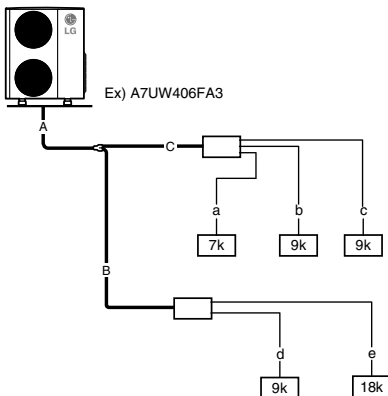 LG
Ex) A7UW406FA3
A
C
a b c
7k 9k 9k
B
d e
9k 18k